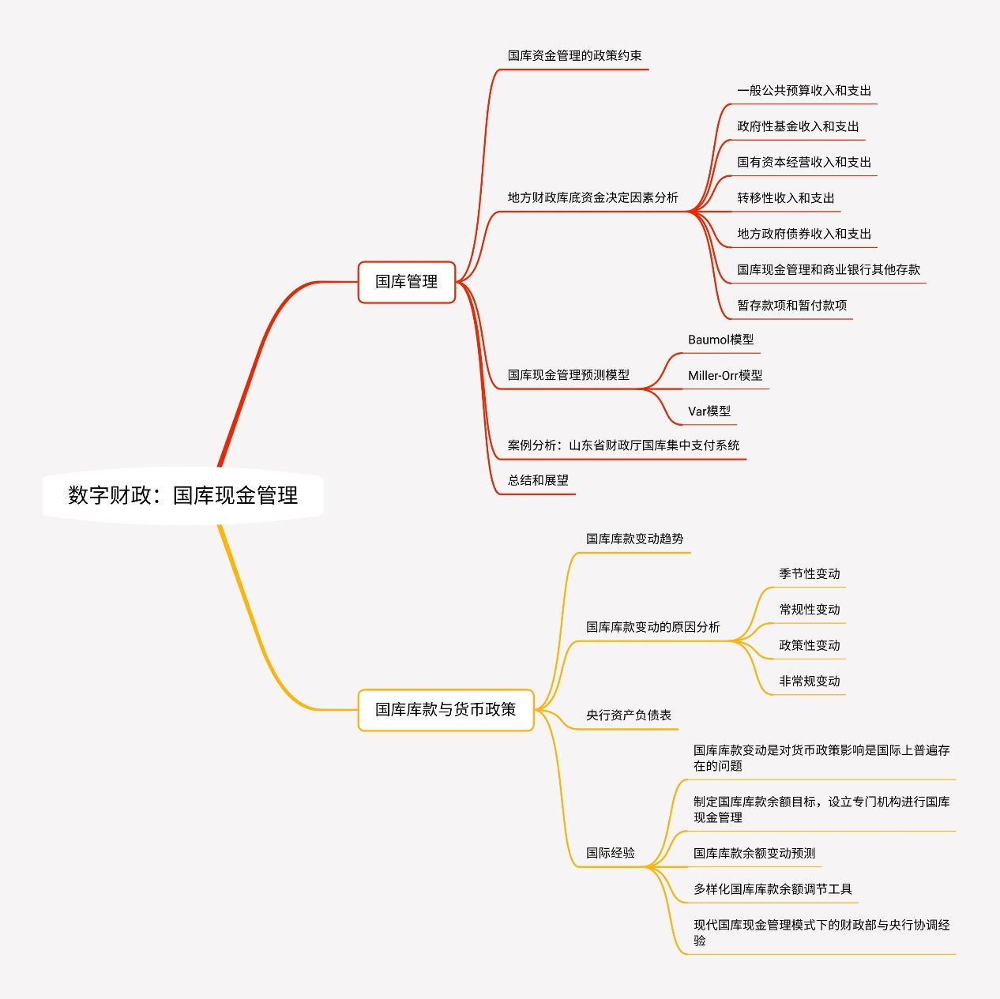 数字财政：国库现金管理
国库管理
国库资金管理的政策约束
地方财政库底资金决定因素分析
一般公共预算收入和支出
政府性基金收入和支出
国有资本经营收入和支出
转移性收入和支出
地方政府债券收入和支出
国库现金管理和商业银行其他存款
暂存款项和暂付款项
国库现金管理预测模型
Baumol模型
Miller-Orr模型
Var模型
案例分析：山东省财政厅国库集中支付系统
总结和展望
国库库款与货币政策
国库库款变动趋势
国库库款变动的原因分析
季节性变动
常规性变动
政策性变动
非常规变动
央行资产负债表
国际经验
国库库款变动是对货币政策影响是国际上普遍存
在的问题
制定国库库款余额目标，设立专门机构进行国库
现金管理
国库库款余额变动预测
多样化国库库款余额调节工具
现代国库现金管理模式下的财政部与央行协调经
验